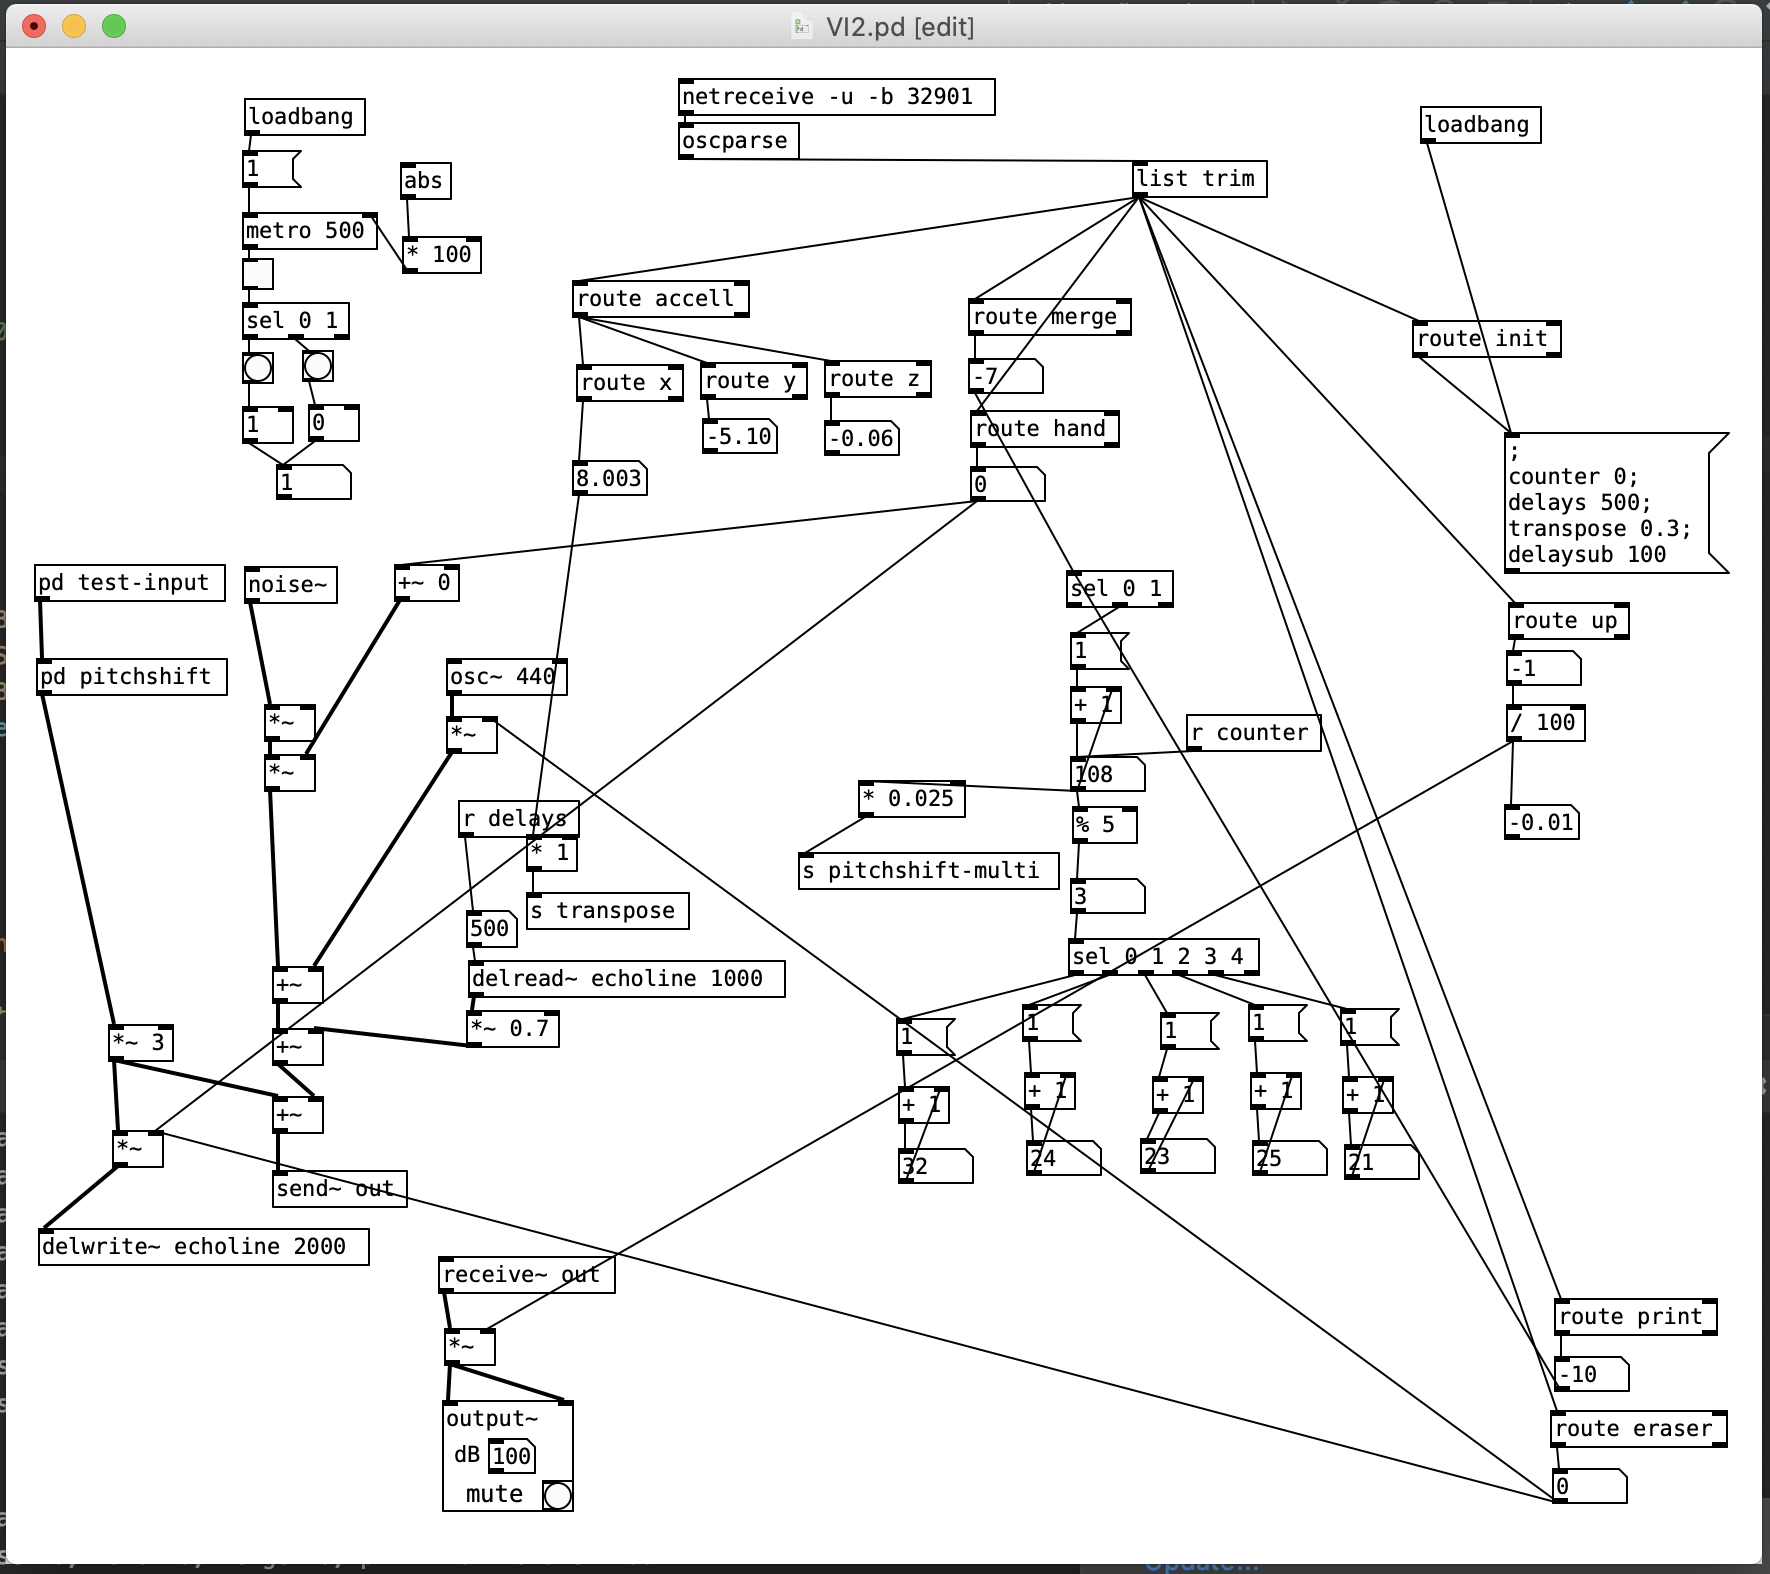 VI2.pd [edit]
netreceive -u -b 32901
loadbang
loadbang
oscparse
1
abs
list trim
metro 500
* 100
route accell
route merge
sel 0 1
route init
route x
route y
route z
-7
1
0
-5.10
-0.06
route hand
1
8.003
0
;
counter 0;
delays 500;
transpose 0.3;
delaysub 100
pd test-input
noise~
+~ 0
sel 0 1
route up
pd pitchshift
osc~ 440
1
-1
*~
*~
+ 1
r counter
/ 100
*~
108
* 0.025
r delays
% 5
-0.01
* 1
s pitchshift-multi
3
s transpose
500
sel 0 1 2 3 4
delread~ echoline 1000
+~
*~ 0.7
1
1
1
1
1
*~ 3
+~
+ 1
+ 1
+ 1
+ 1
+ 1
+~
*~
32
24
23
25
21
send~ out
delwrite~ echoline 2000
receive~ out
route print
*~
-10
output~
route eraser
dB 100
0
mute
Update...